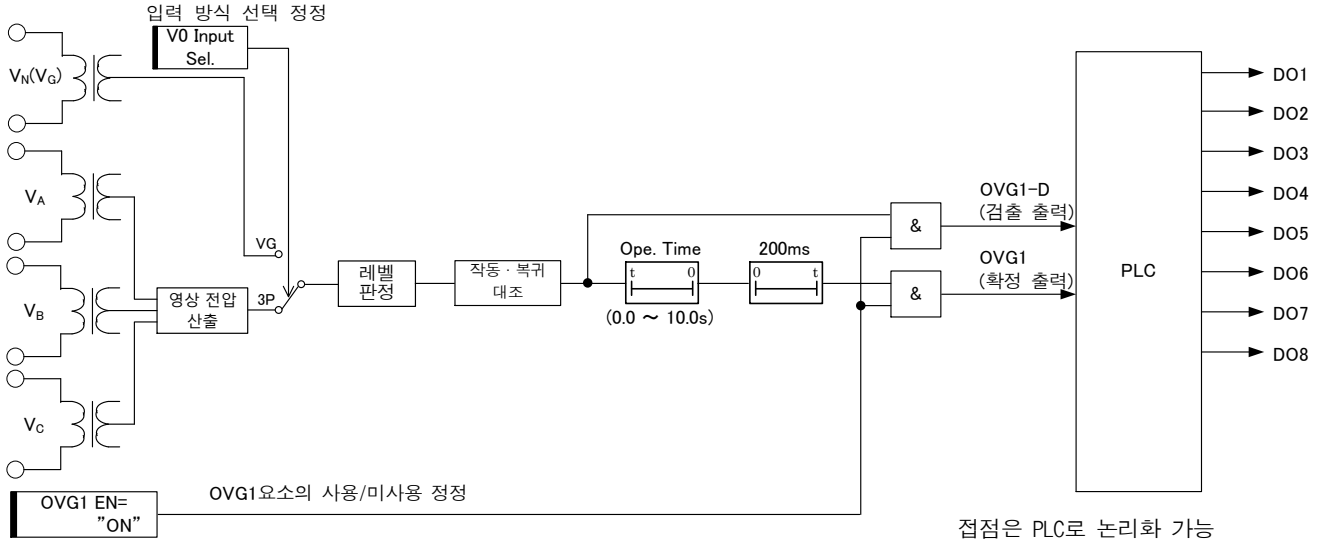 입력 방식 선택 정정
V0 Input
Sel.
VN(VG)
VA
VB
VC
VG
3P
영상 전압
산출
레벨
판정
작동·복귀
대조
Ope. Time
t 0
(0.0 ～ 10.0s)
200ms
0 t
&
&
OVG1-D
(검출 출력)
OVG1
(확정 출력)
PLC
DO1
DO2
DO3
DO4
DO5
DO6
DO7
DO8
OVG1 EN=
”ON”
OVG1요소의 사용/미사용 정정
접점은 PLC로 논리화 가능